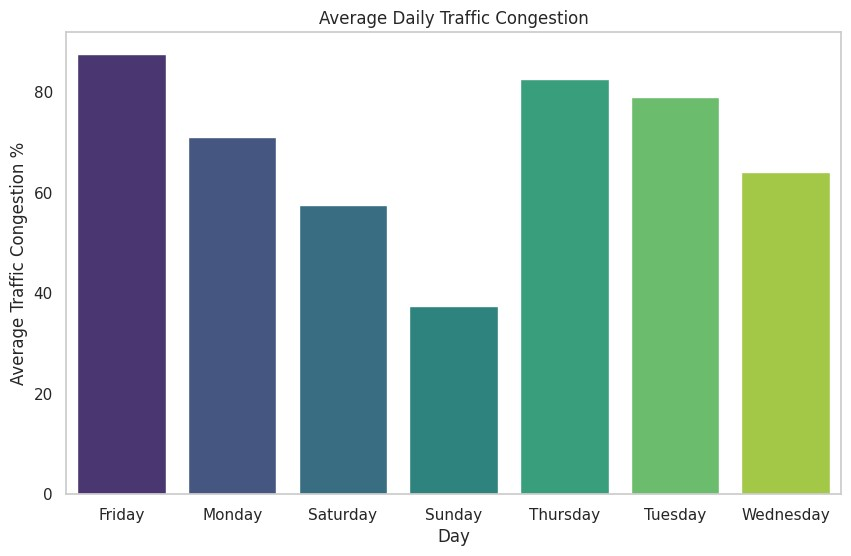 Average Daily Traffic Congestion
Average Traffic Congestion %
80
60
40
20
0
Friday Monday Saturday Sunday Thursday Tuesday Wednesday
Day